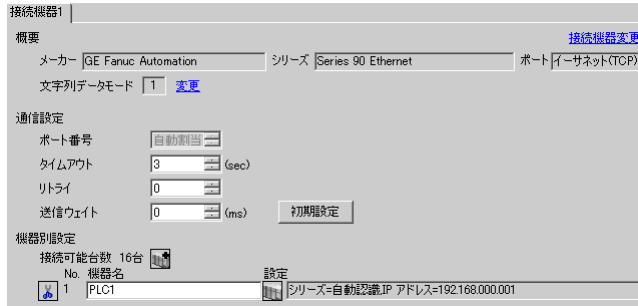 接続機器1
概要
接続機器変更
メーカー GE Fanuc Automation シリーズ Series 90 Ethernet ポート イーサネット(TCP)
文字列データモード 1 変更
通信設定
ポート番号 自動割当
タイムアウト 3 (sec)
リトライ 0
送信ウェイト 0 (ms) 初期設定
機器別設定
接続可能台数 16台
No. 機器名 設定
1 PLC1 シリーズ=自動認識,IP アドレス=192.168.000.001